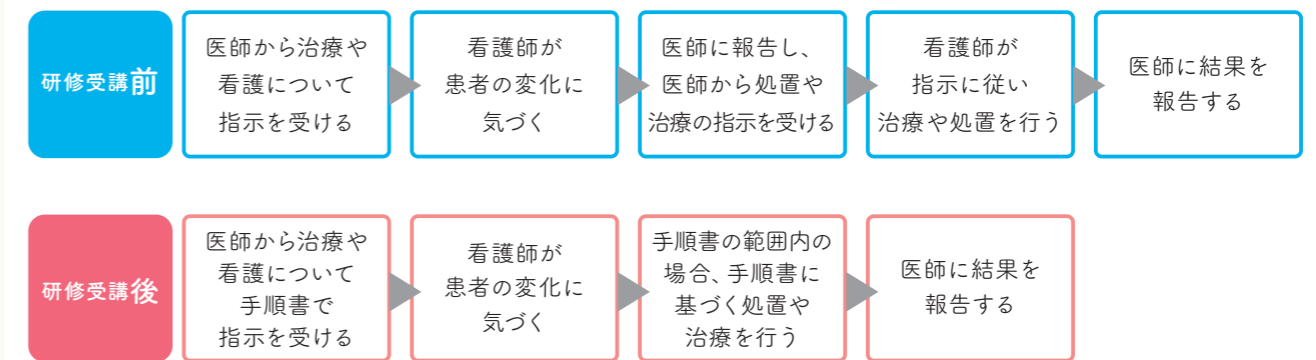 研修受講前
医師から治療や
看護について
指示を受ける
看護師が
患者の変化に
気づく
医師に報告し、
医師から処置や
治療の指示を受ける
看護師が
指示に従い
治療や処置を行う
医師に結果を
報告する
研修受講後
医師から治療や
看護について
手順書で
指示を受ける
看護師が
患者の変化に
気づく
手順書の範囲内の
場合、手順書に
基づく処置や
治療を行う
医師に結果を
報告する